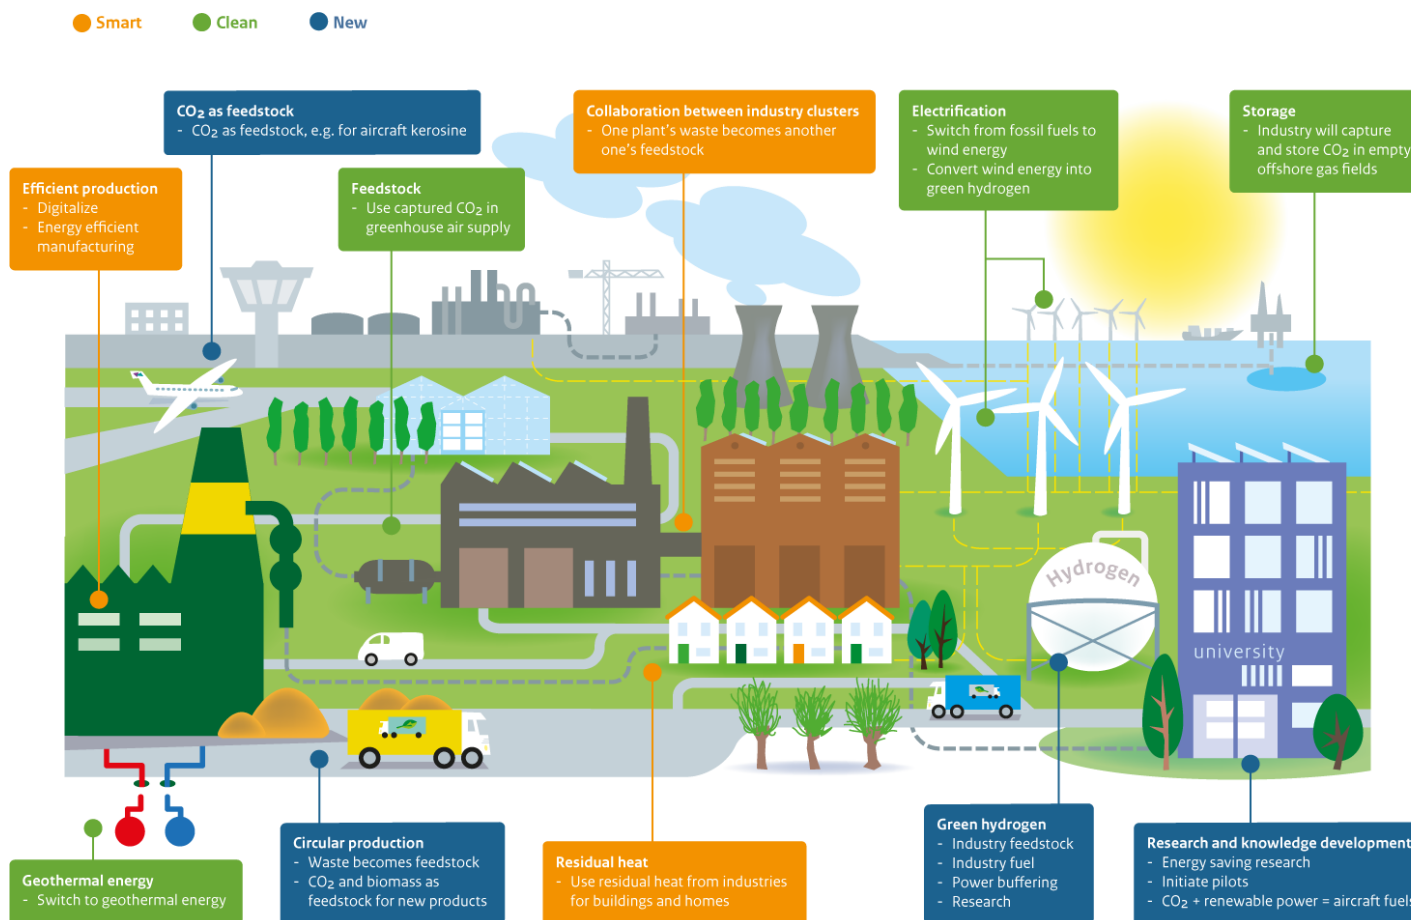 Smart
Clean
New
CO₂ as feedstock
- CO₂ as feedstock, e.g. for aircraft kerosine
Collaboration between industry clusters
- One plant's waste becomes another
one's feedstock
Electrification
- Switch from fossil fuels to
wind energy
- Convert wind energy into
green hydrogen
Storage
- Industry will capture
and store CO₂ in empty
offshore gas fields
Efficient production
- Digitalize
- Energy efficient
manufacturing
Feedstock
- Use captured CO₂ in
greenhouse air supply
Hydrogen
university
Geothermal energy
- Switch to geothermal energy
Circular production
- Waste becomes feedstock
- CO₂ and biomass as
feedstock for new products
Residual heat
- Use residual heat from industries
for buildings and homes
Green hydrogen
- Industry feedstock
- Industry fuel
- Power buffering
- Research
Research and knowledge development
- Energy saving research
- Initiate pilots
- CO₂ + renewable power = aircraft fuels